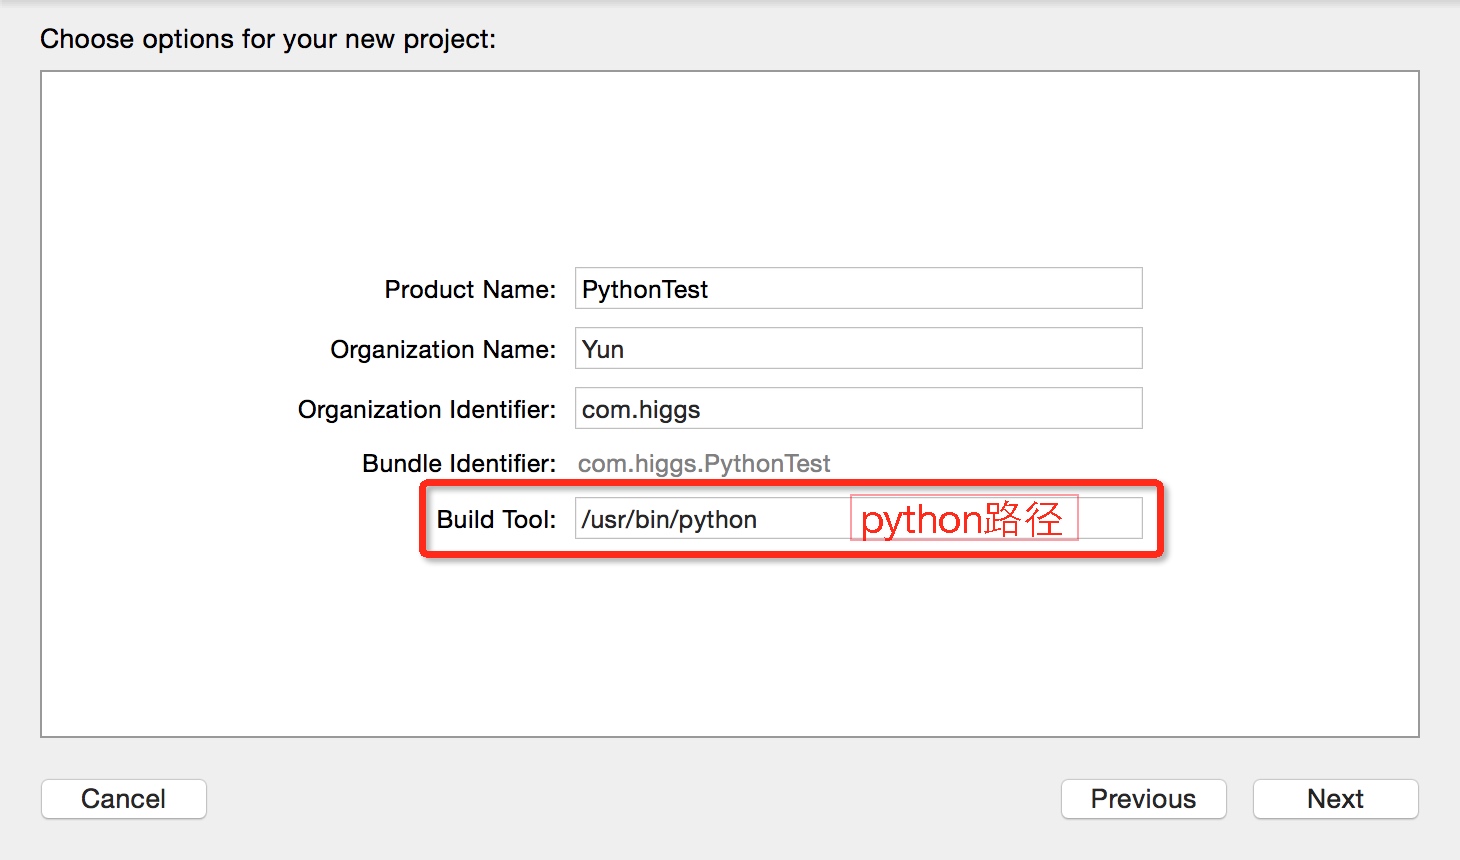 Choose options for your new project:
Product Name: PythonTest
Organization Name: Yun
Organization Identifier: com.higgs
Bundle Identifier: com.higgs.PythonTest
Build Tool: /usr/bin/python python路径
Cancel Previous Next